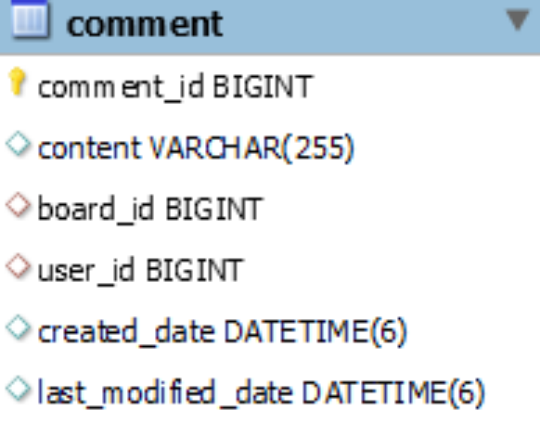 comment
comment_id BIGINT
content VARCHAR(255)
board_id BIGINT
user_id BIGINT
created_date DATETIME(6)
last_modified_date DATETIME(6)